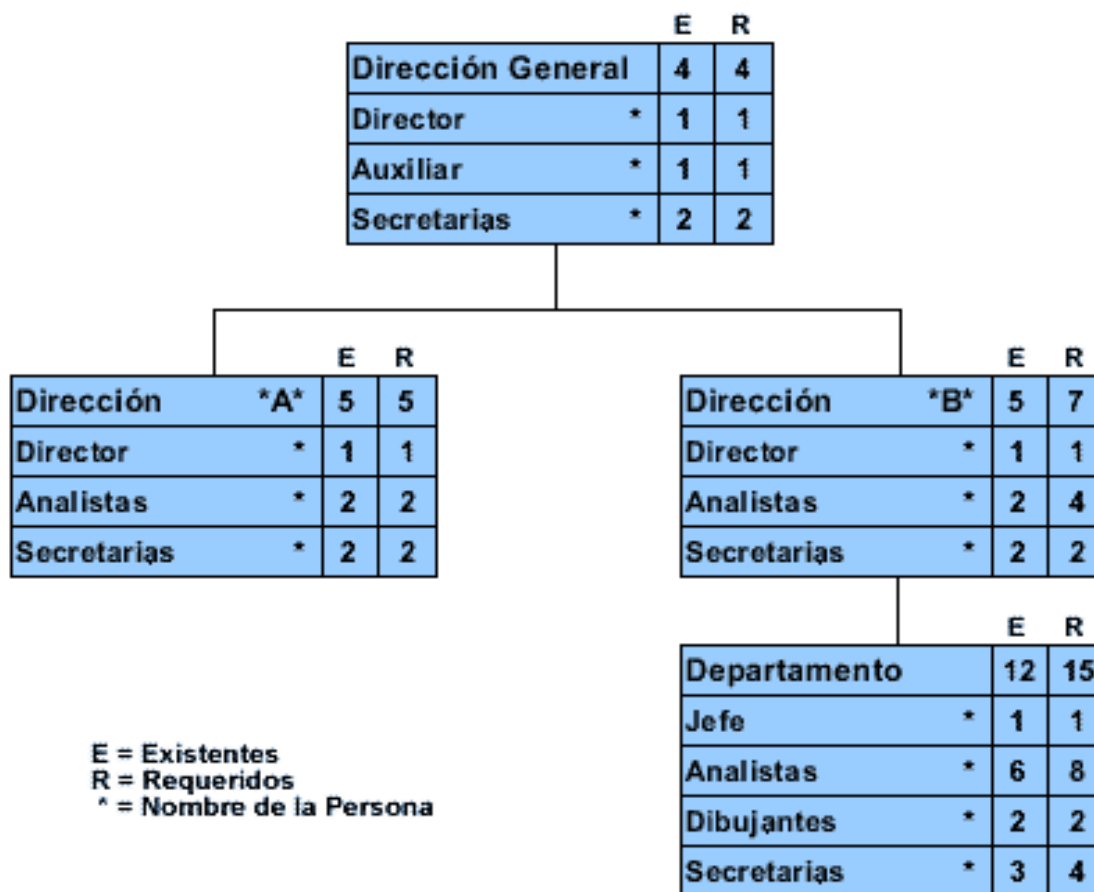 E R
Dirección General 4 4
Director * 1 1
Auxiliar * 1 1
Secretarias * 2 2
E R
Dirección *A* 5 5
Director * 1 1
Analistas * 2 2
Secretarias * 2 2
E R
Dirección *B* 5 7
Director * 1 1
Analistas * 2 4
Secretarias * 2 2
E R
Departamento 12 15
Jefe * 1 1
Analistas * 6 8
Dibujantes * 2 2
Secretarias * 3 4
E = Existentes
R = Requeridos
* = Nombre de la Persona